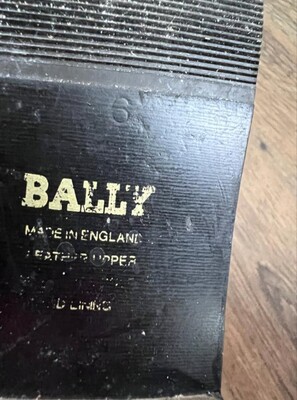 6
BALLY
MADE IN ENGLAND
LEATHER UPPER
LINING